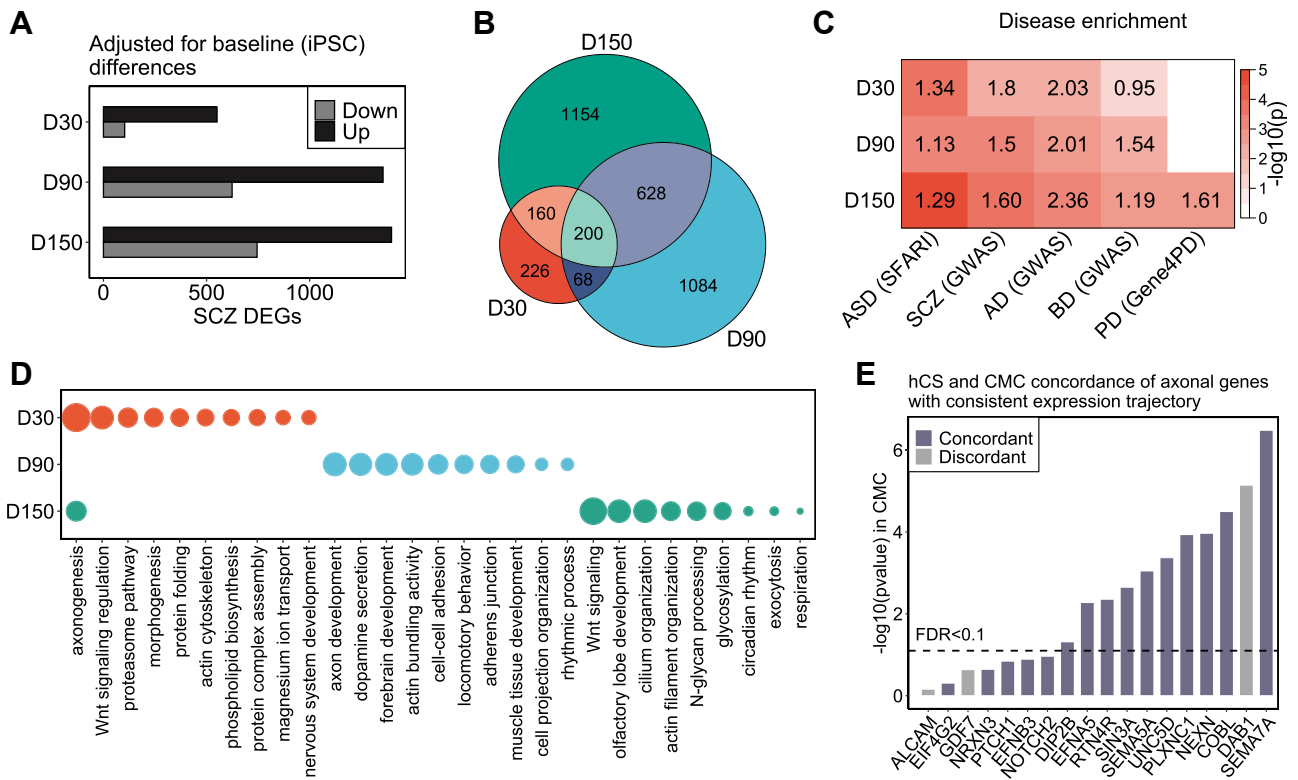 A
Adjusted for baseline (iPSC)
differences
Down
Up
D30
D90
D150
0
500
1000
SCZ DEGs
B
D150
1154
628
160
200
226
68
1084
D30
D90
C
Disease enrichment
D30
1.34
1.8
2.03
0.95
D90
1.13
1.5
2.01
1.54
D150
1.29
1.60
2.36
1.19
1.61
ASD (SFARI)
SCZ (GWAS)
AD (GWAS)
BD (GWAS)
PD (Gene4PD)
5
4
3
2
1
0
-log10(p)
D
D30
D90
D150
axonogenesis
Wnt signaling regulation
proteasome pathway
morphogenesis
protein folding
actin cytoskeleton
phospholipid biosynthesis
protein complex assembly
magnesium ion transport
nervous system development
axon development
dopamine secretion
forebrain development
actin bundling activity
cell-cell adhesion
locomotory behavior
adherens junction
muscle tissue development
cell projection organization
rhythmic process
Wnt signaling
olfactory lobe development
cilium organization
actin filament organization
N-glycan processing
glycosylation
circadian rhythm
exocytosis
respiration
E
hCS and CMC concordance of axonal genes
with consistent expression trajectory
Concordant
Discordant
-log10(pvalue) in CMC
6
4
2
0
FDR<0.1
ALCAM
EIF4G2
GDF7
NRXN3
PTCH1
EFNB3
NOTCH2
DIP2B
EFNA5
RTN4R
SIN3A
SEMA5A
UNC5D
PLXNC1
NEXN
COBL
DAB1
SEMA7A